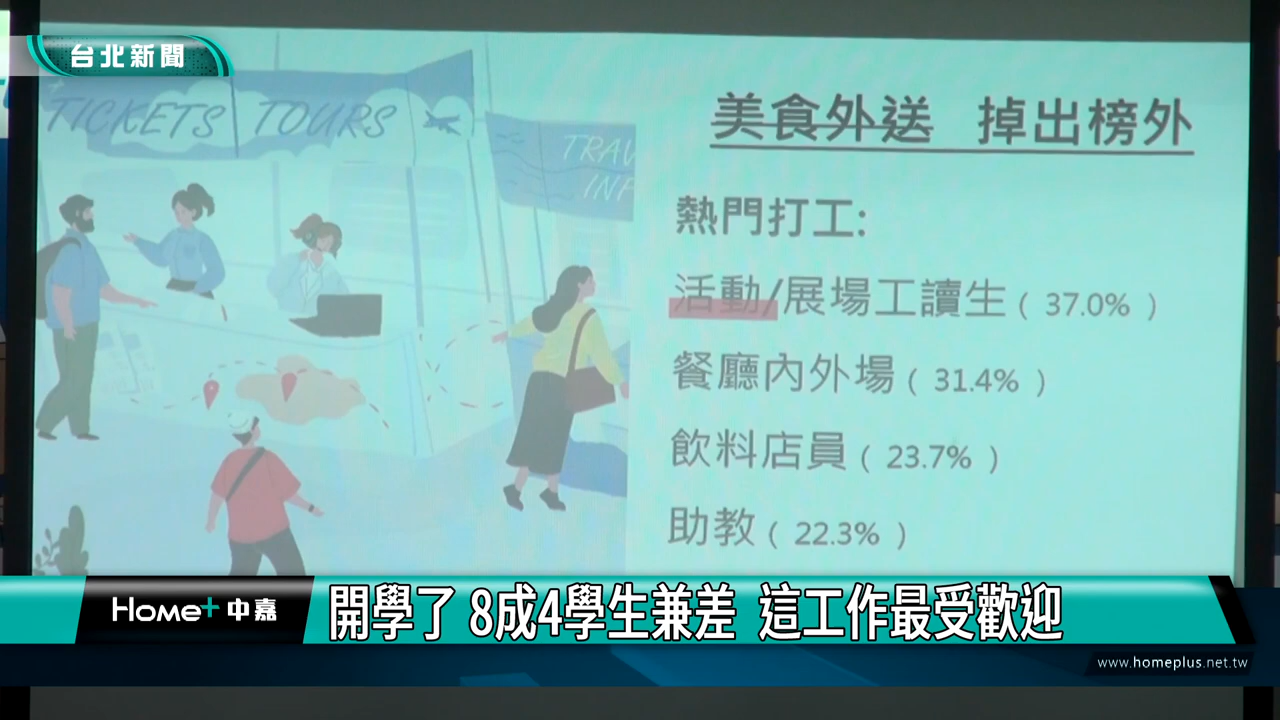 台北新聞
TICKETS TOURS
TRAV
INF
美食外送 掉出榜外
熱門打工:
活動/展場工讀生 ( 37.0% )
餐廳內外場 ( 31.4% )
飲料店員 ( 23.7% )
助教 ( 22.3% )
Home+ 中嘉
開學了 8成4學生兼差 這工作最受歡迎
www.homeplus.net.tw